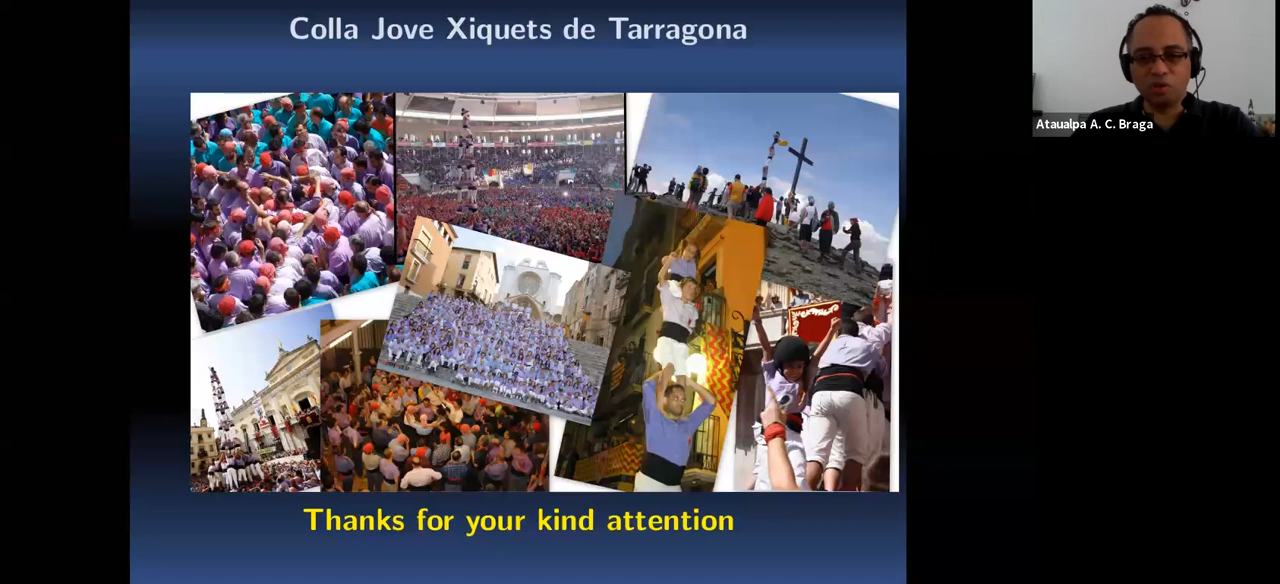 Colla Jove Xiquets de Tarragona
Ataualpa A. C. Braga
Thanks for your kind attention